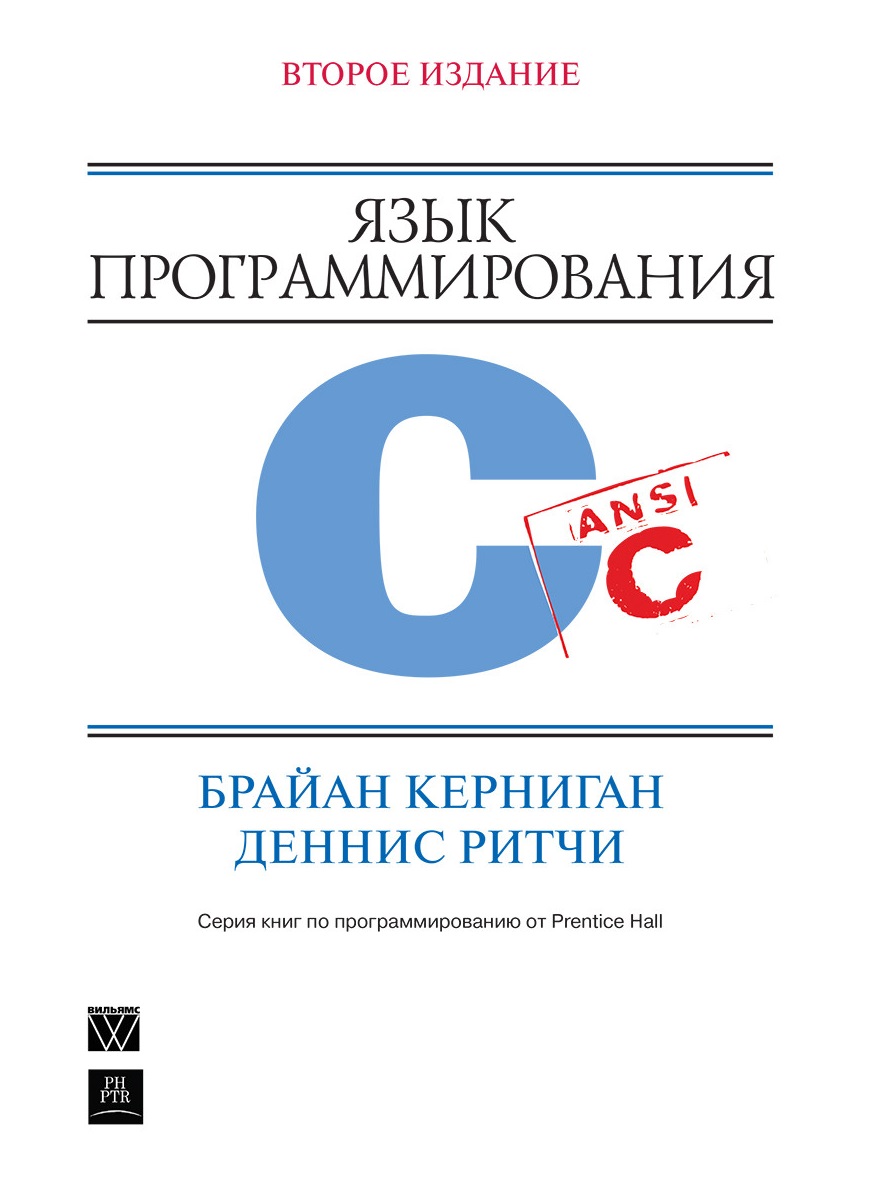 ВТОРОЕ ИЗДАНИЕ
ЯЗЫК
ПРОГРАММИРОВАНИЯ
C
ANSI
C
БРАЙАН КЕРНИГАН
ДЕННИС РИТЧИ
Серия книг по программированию от Prentice Hall
ВИЛЬЯМС
W
PH
PTR